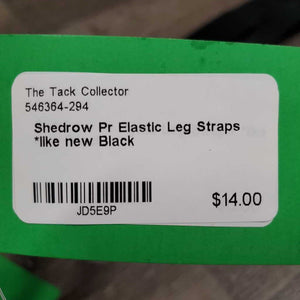 The Tack Collector
546364-294
Shedrow Pr Elastic Leg Straps
*like new Black
JD5E9P
$14.00